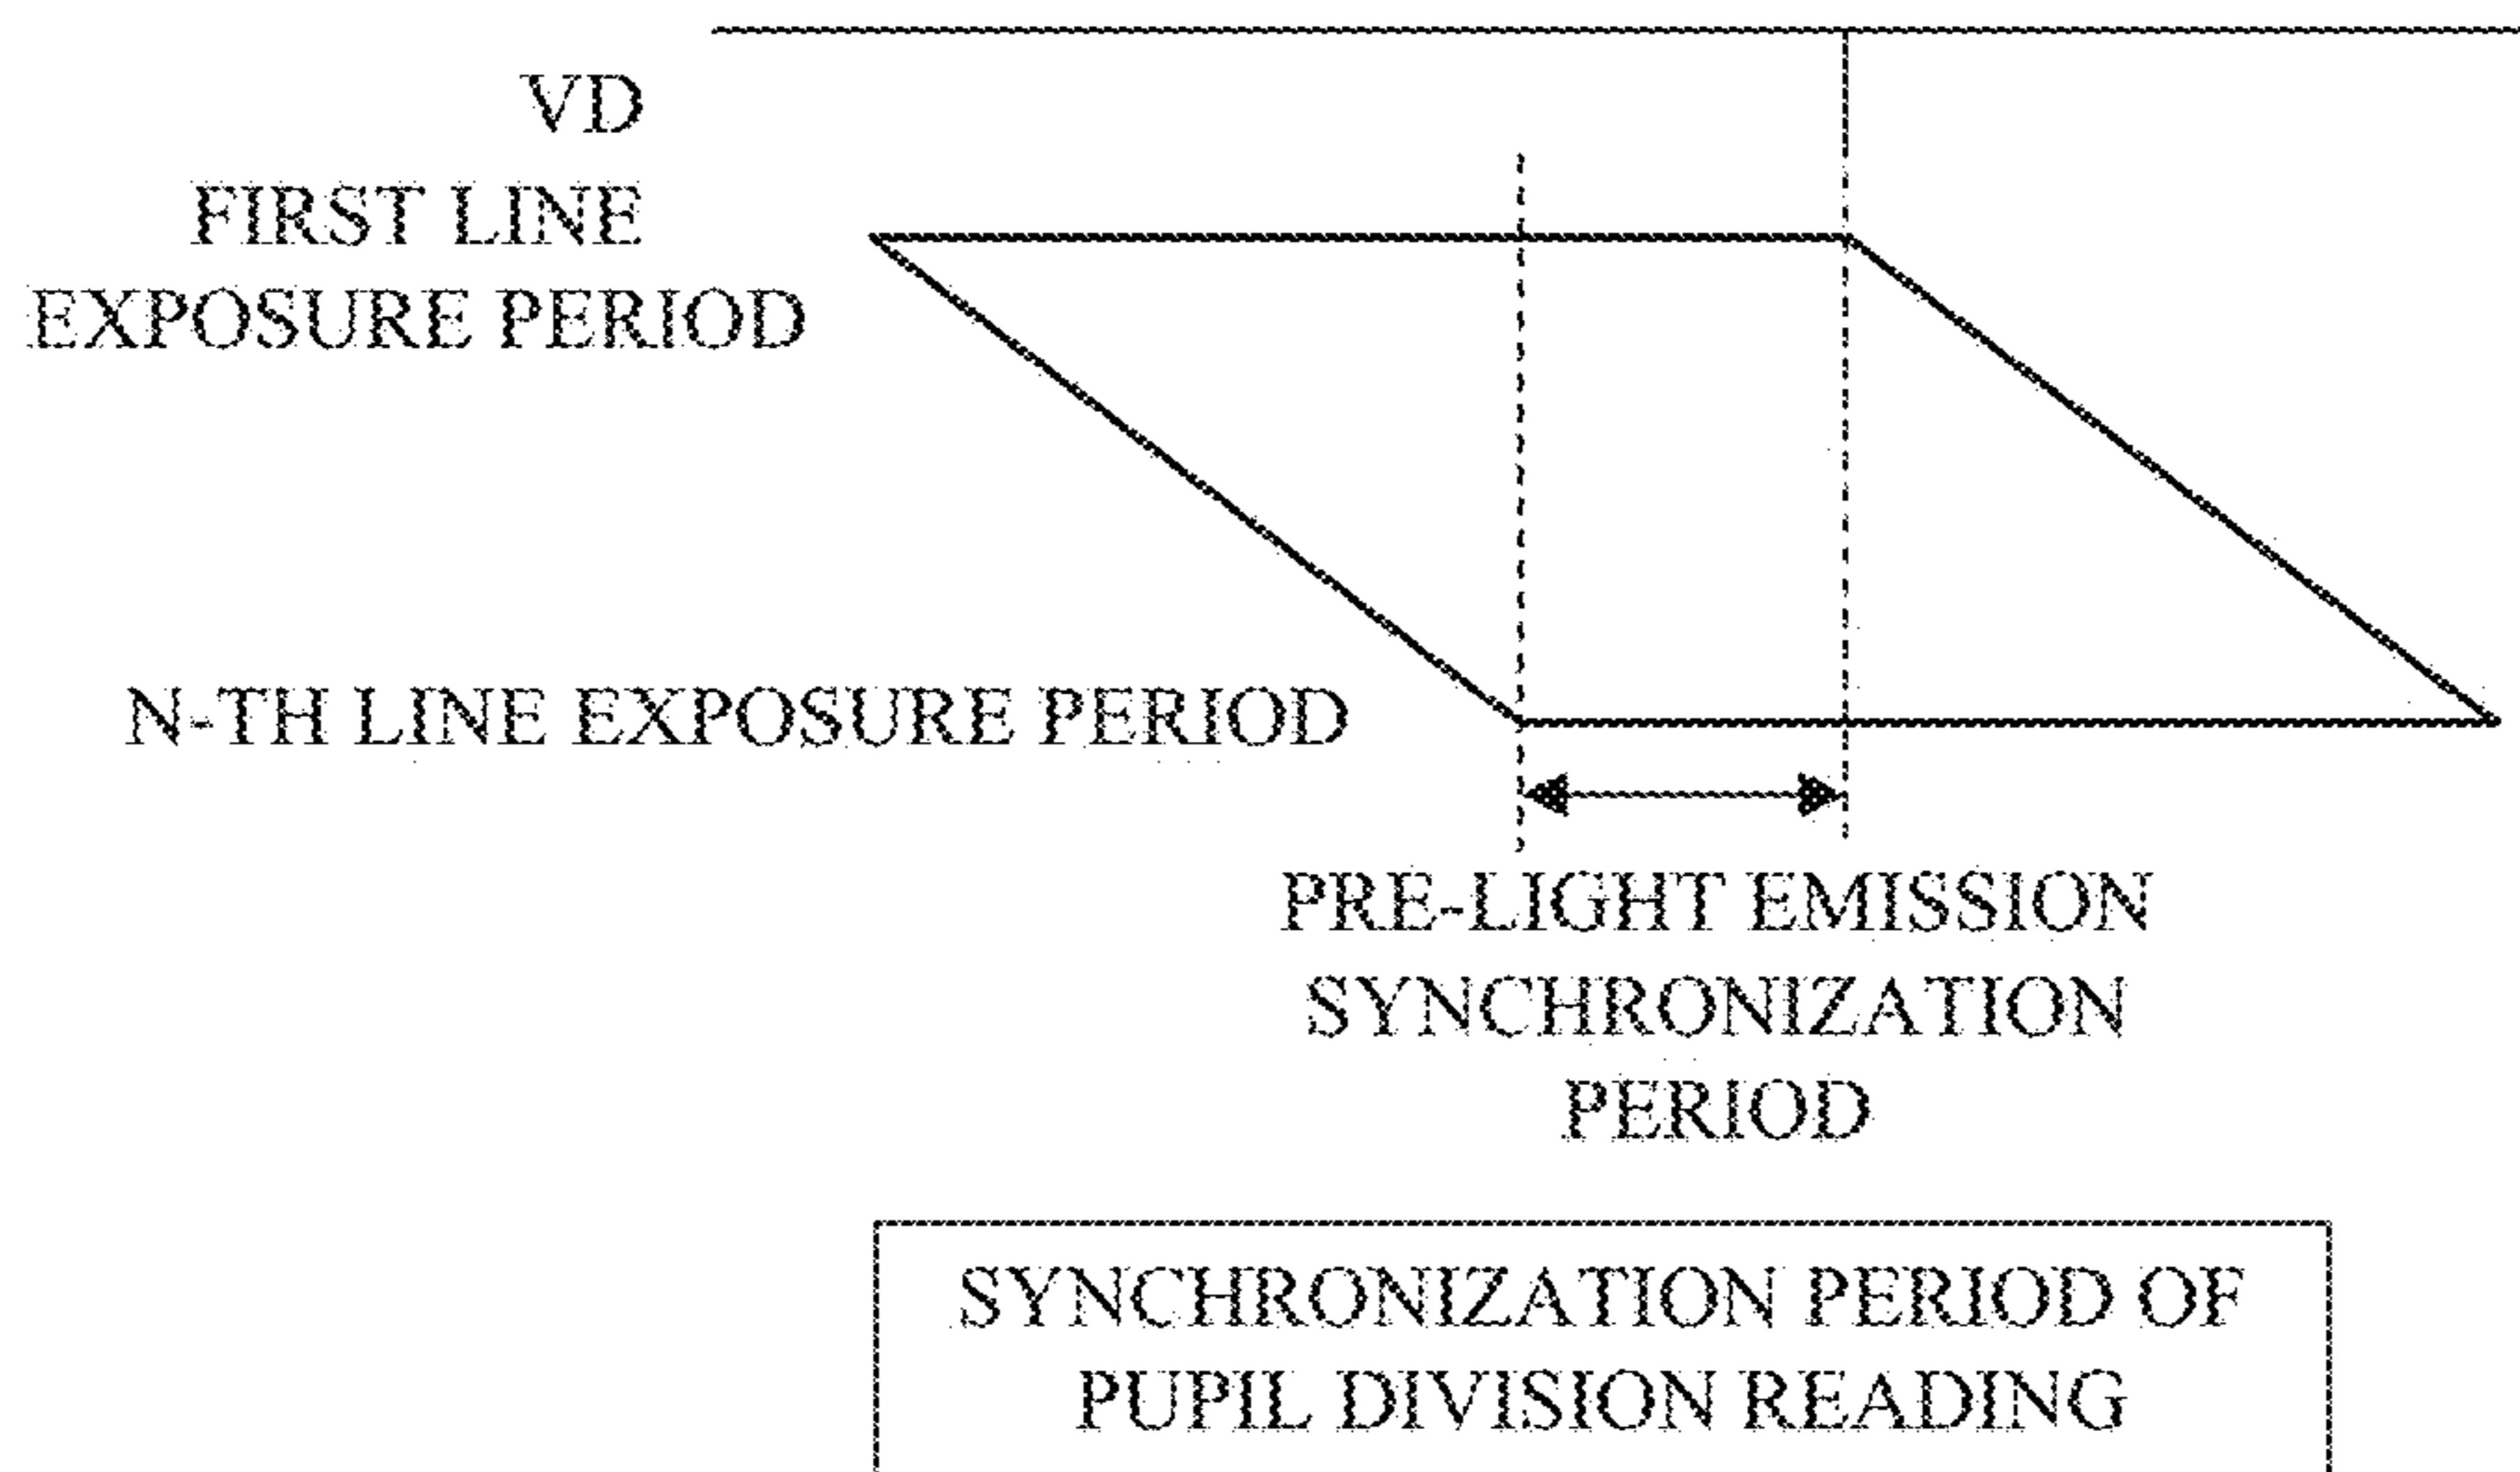 VD
FIRST LINE
EXPOSURE PERIOD
N-TH LINE EXPOSURE PERIOD
PRE-LIGHT EMISSION
SYNCHRONIZATION
PERIOD
SYNCHRONIZATION PERIOD OF
PUPIL DIVISION READING